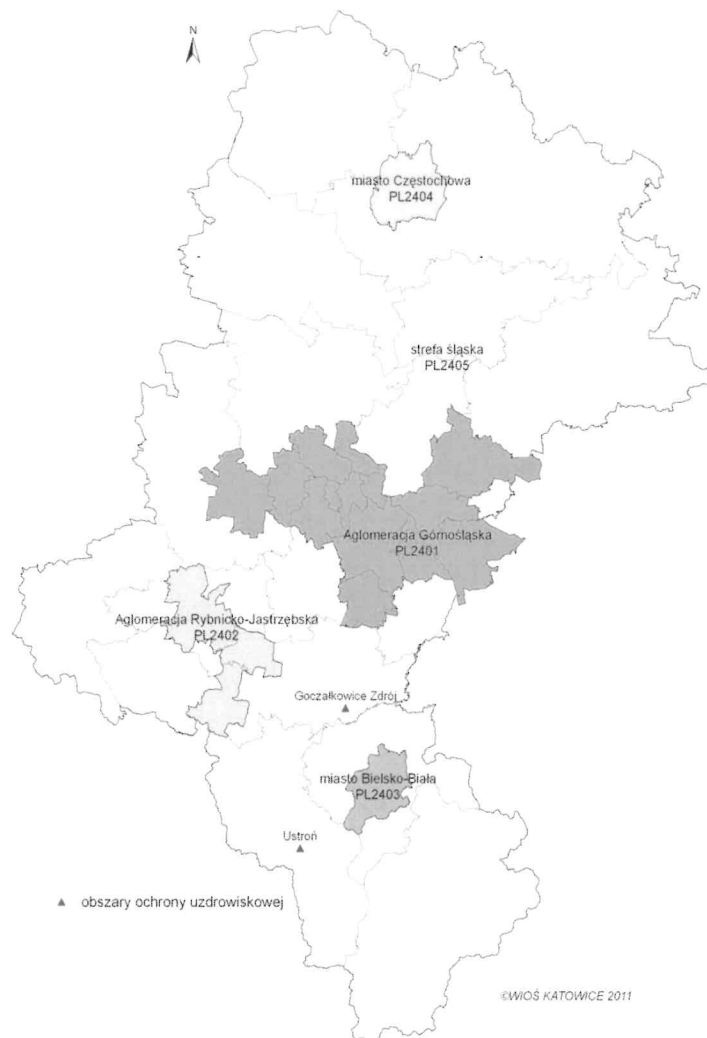 N
miasto Częstochowa
PL2404
strefa śląska
PL2405
Aglomeracja Górnośląska
PL2401
Aglomeracja Rybnicko-Jastrzębska
PL2402
Goczałkowice Zdrój
miasto Bielsko-Biała
PL2403
Ustroń
obszary ochrony uzdrowiskowej
©WIOŚ KATOWICE 2011